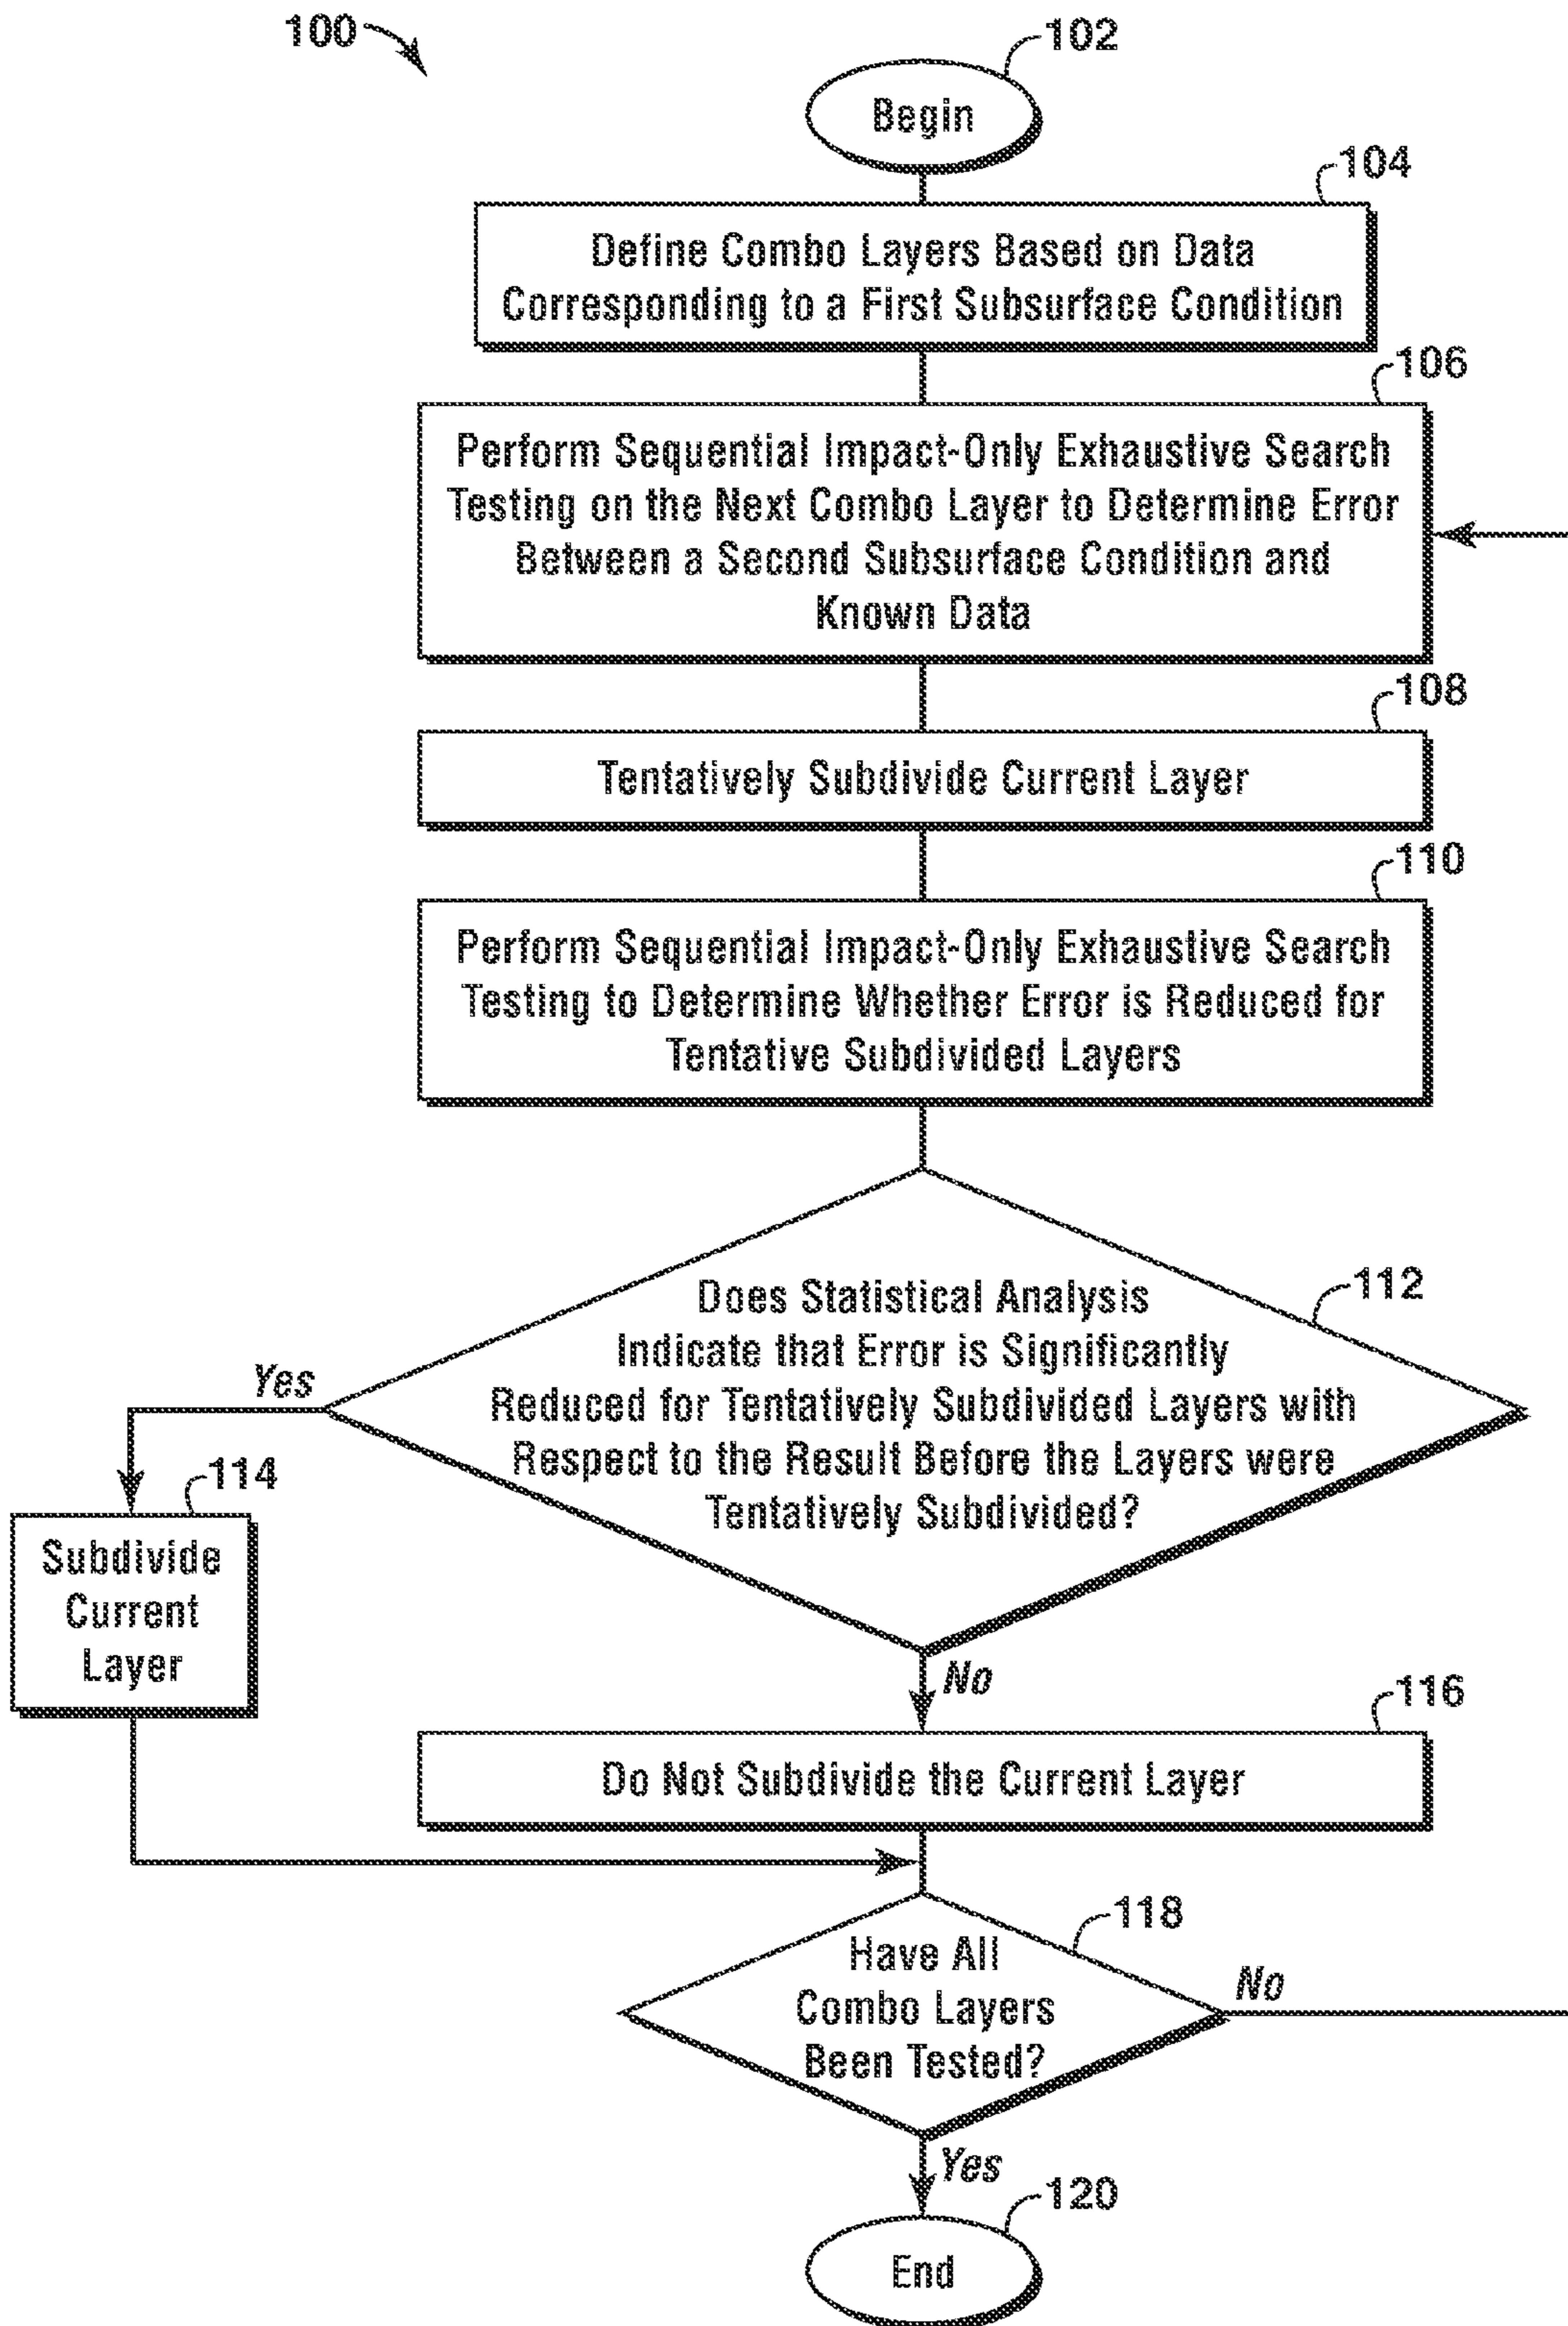 100
102
Begin
104
Define Combo Layers Based on Data
Corresponding to a First Subsurface Condition
106
Perform Sequential Impact-Only Exhaustive Search
Testing on the Next Combo Layer to Determine Error
Between a Second Subsurface Condition and
Known Data
108
Tentatively Subdivide Current Layer
110
Perform Sequential Impact-Only Exhaustive Search
Testing to Determine Whether Error is Reduced for
Tentative Subdivided Layers
112
Does Statistical Analysis
Indicate that Error is Significantly
Reduced for Tentatively Subdivided Layers with
Respect to the Result Before the Layers were
Tentatively Subdivided?
Yes
114
Subdivide
Current
Layer
No
116
Do Not Subdivide the Current Layer
118
Have All
Combo Layers
Been Tested?
No
Yes
120
End